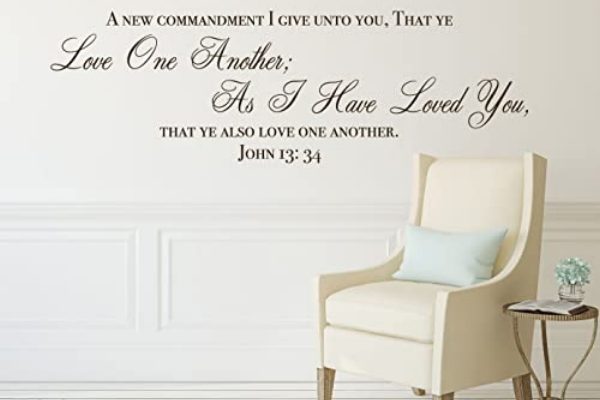 A NEW COMMANDMENT I GIVE UNTO YOU, THAT YE
Love One Another;
As I Have Loved You,
THAT YE ALSO LOVE ONE ANOTHER.
JOHN 13: 34